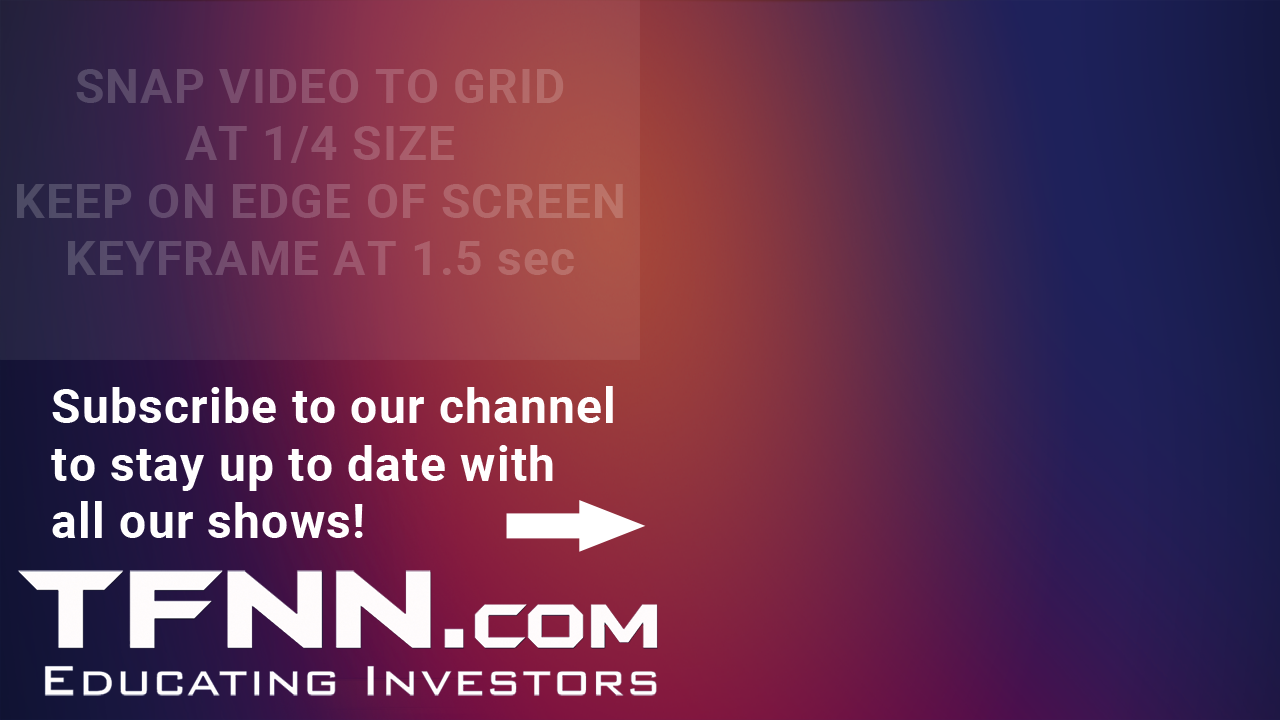 SNAP VIDEO TO GRID
AT 1/4 SIZE
KEEP ON EDGE OF SCREEN
KEYFRAME AT 1.5 sec
Subscribe to our channel
to stay up to date with
all our shows!
TFNN.COM
EDUCATING INVESTORS